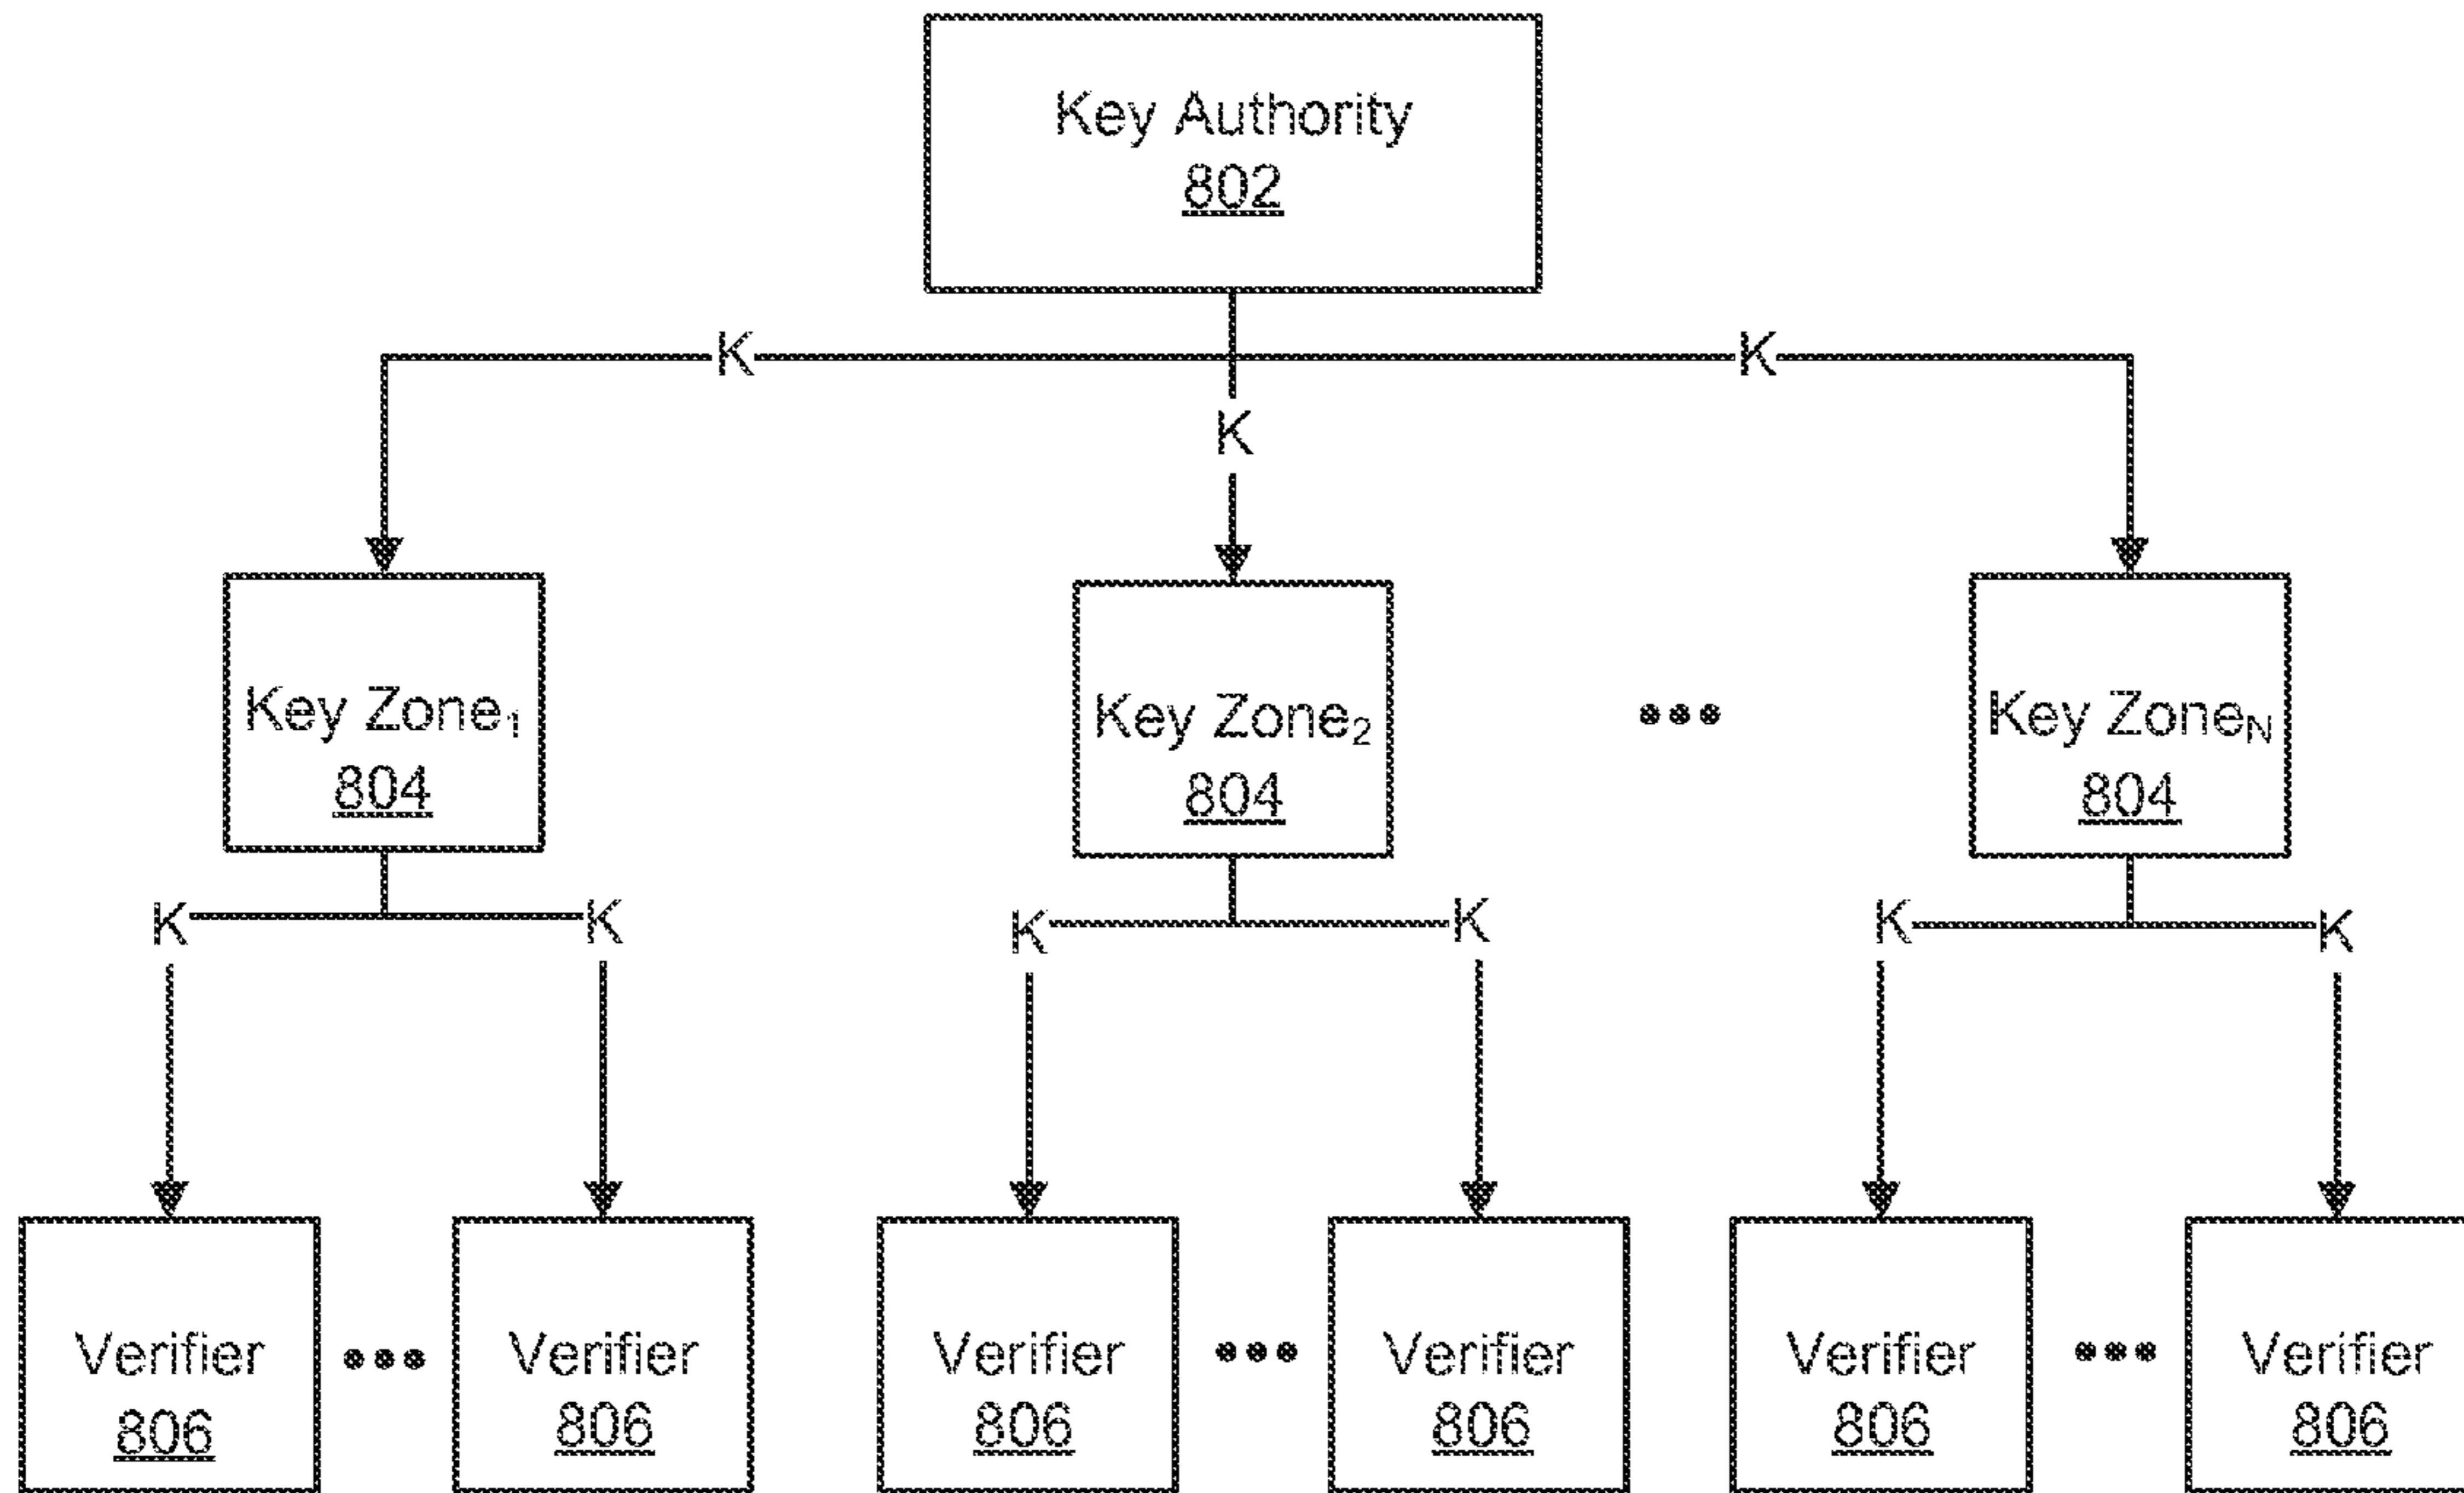 Key Authority
802
K K
K
Key Zone₁ Key Zone₂ ••• Key Zoneₙ
804 804 804
K K K K K K
Verifier ••• Verifier Verifier ••• Verifier Verifier ••• Verifier
806 806 806 806 806 806